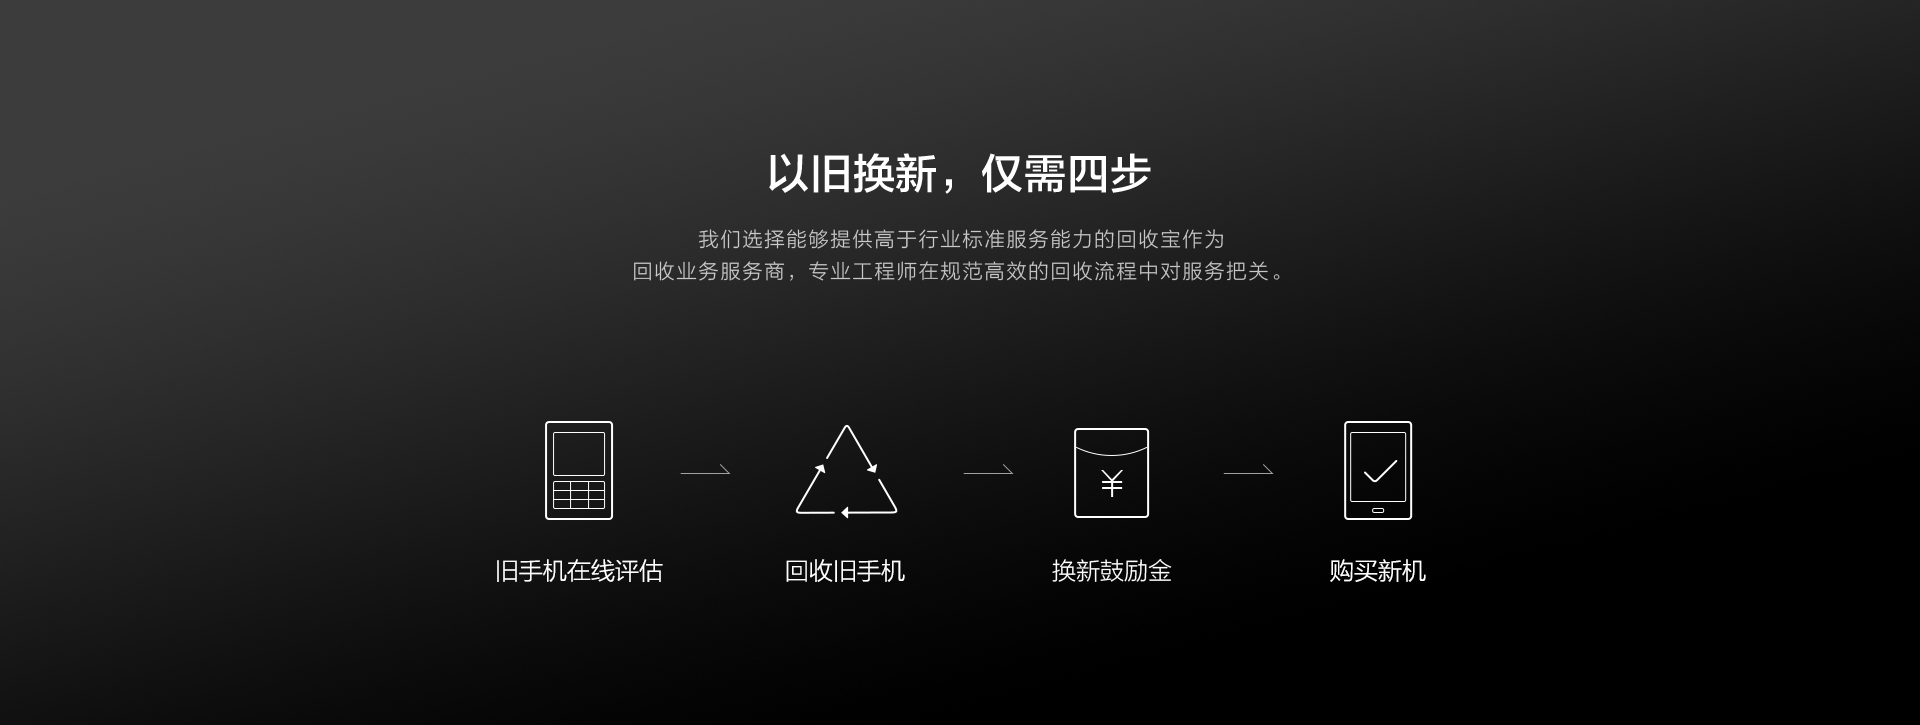 以旧换新，仅需四步
我们选择能够提供高于行业标准服务能力的回收宝作为
回收业务服务商，专业工程师在规范高效的回收流程中对服务把关。
¥
旧手机在线评估
回收旧手机
换新鼓励金
购买新机